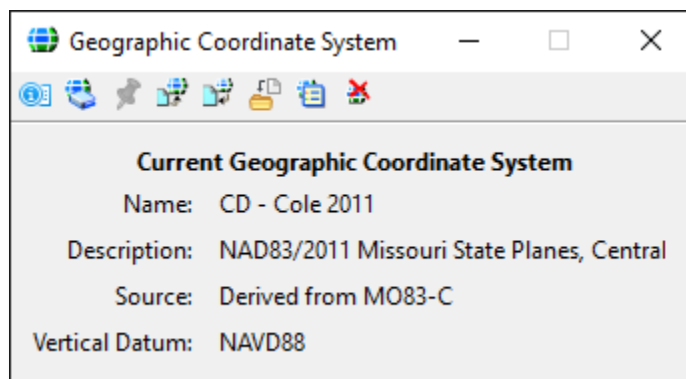 Geographic Coordinate System
Current Geographic Coordinate System
Name: CD - Cole 2011
Description: NAD83/2011 Missouri State Planes, Central
Source: Derived from MO83-C
Vertical Datum: NAVD88